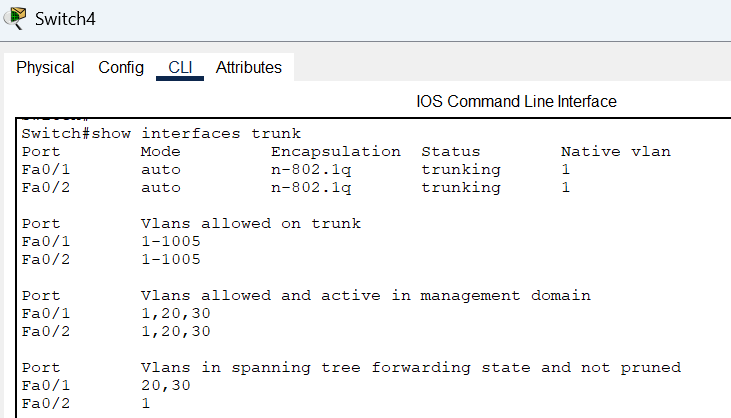 Switch4
Physical Config CLI Attributes
IOS Command Line Interface
Switch#show interfaces trunk
Port Mode Encapsulation Status Native vlan
Fa0/1 auto n-802.1q trunking 1
Fa0/2 auto n-802.1q trunking 1
Port Vlans allowed on trunk
Fa0/1 1-1005
Fa0/2 1-1005
Port Vlans allowed and active in management domain
Fa0/1 1,20,30
Fa0/2 1,20,30
Port Vlans in spanning tree forwarding state and not pruned
Fa0/1 20,30
Fa0/2 1